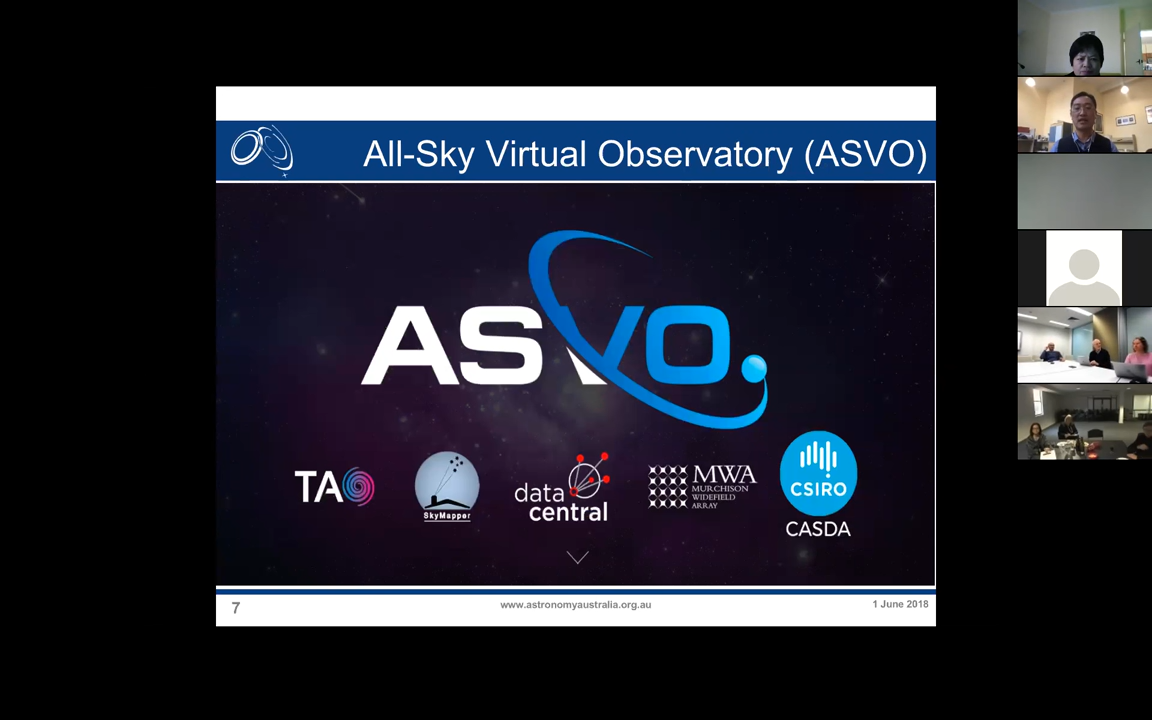 All-Sky Virtual Observatory (ASVO)
ASVO.
TAO
SkyMapper
data
central
MWA
MURCHISON
WIDEFIELD
ARRAY
CSIRO
CASDA
7
www.astronomyaustralia.org.au
1 June 2018